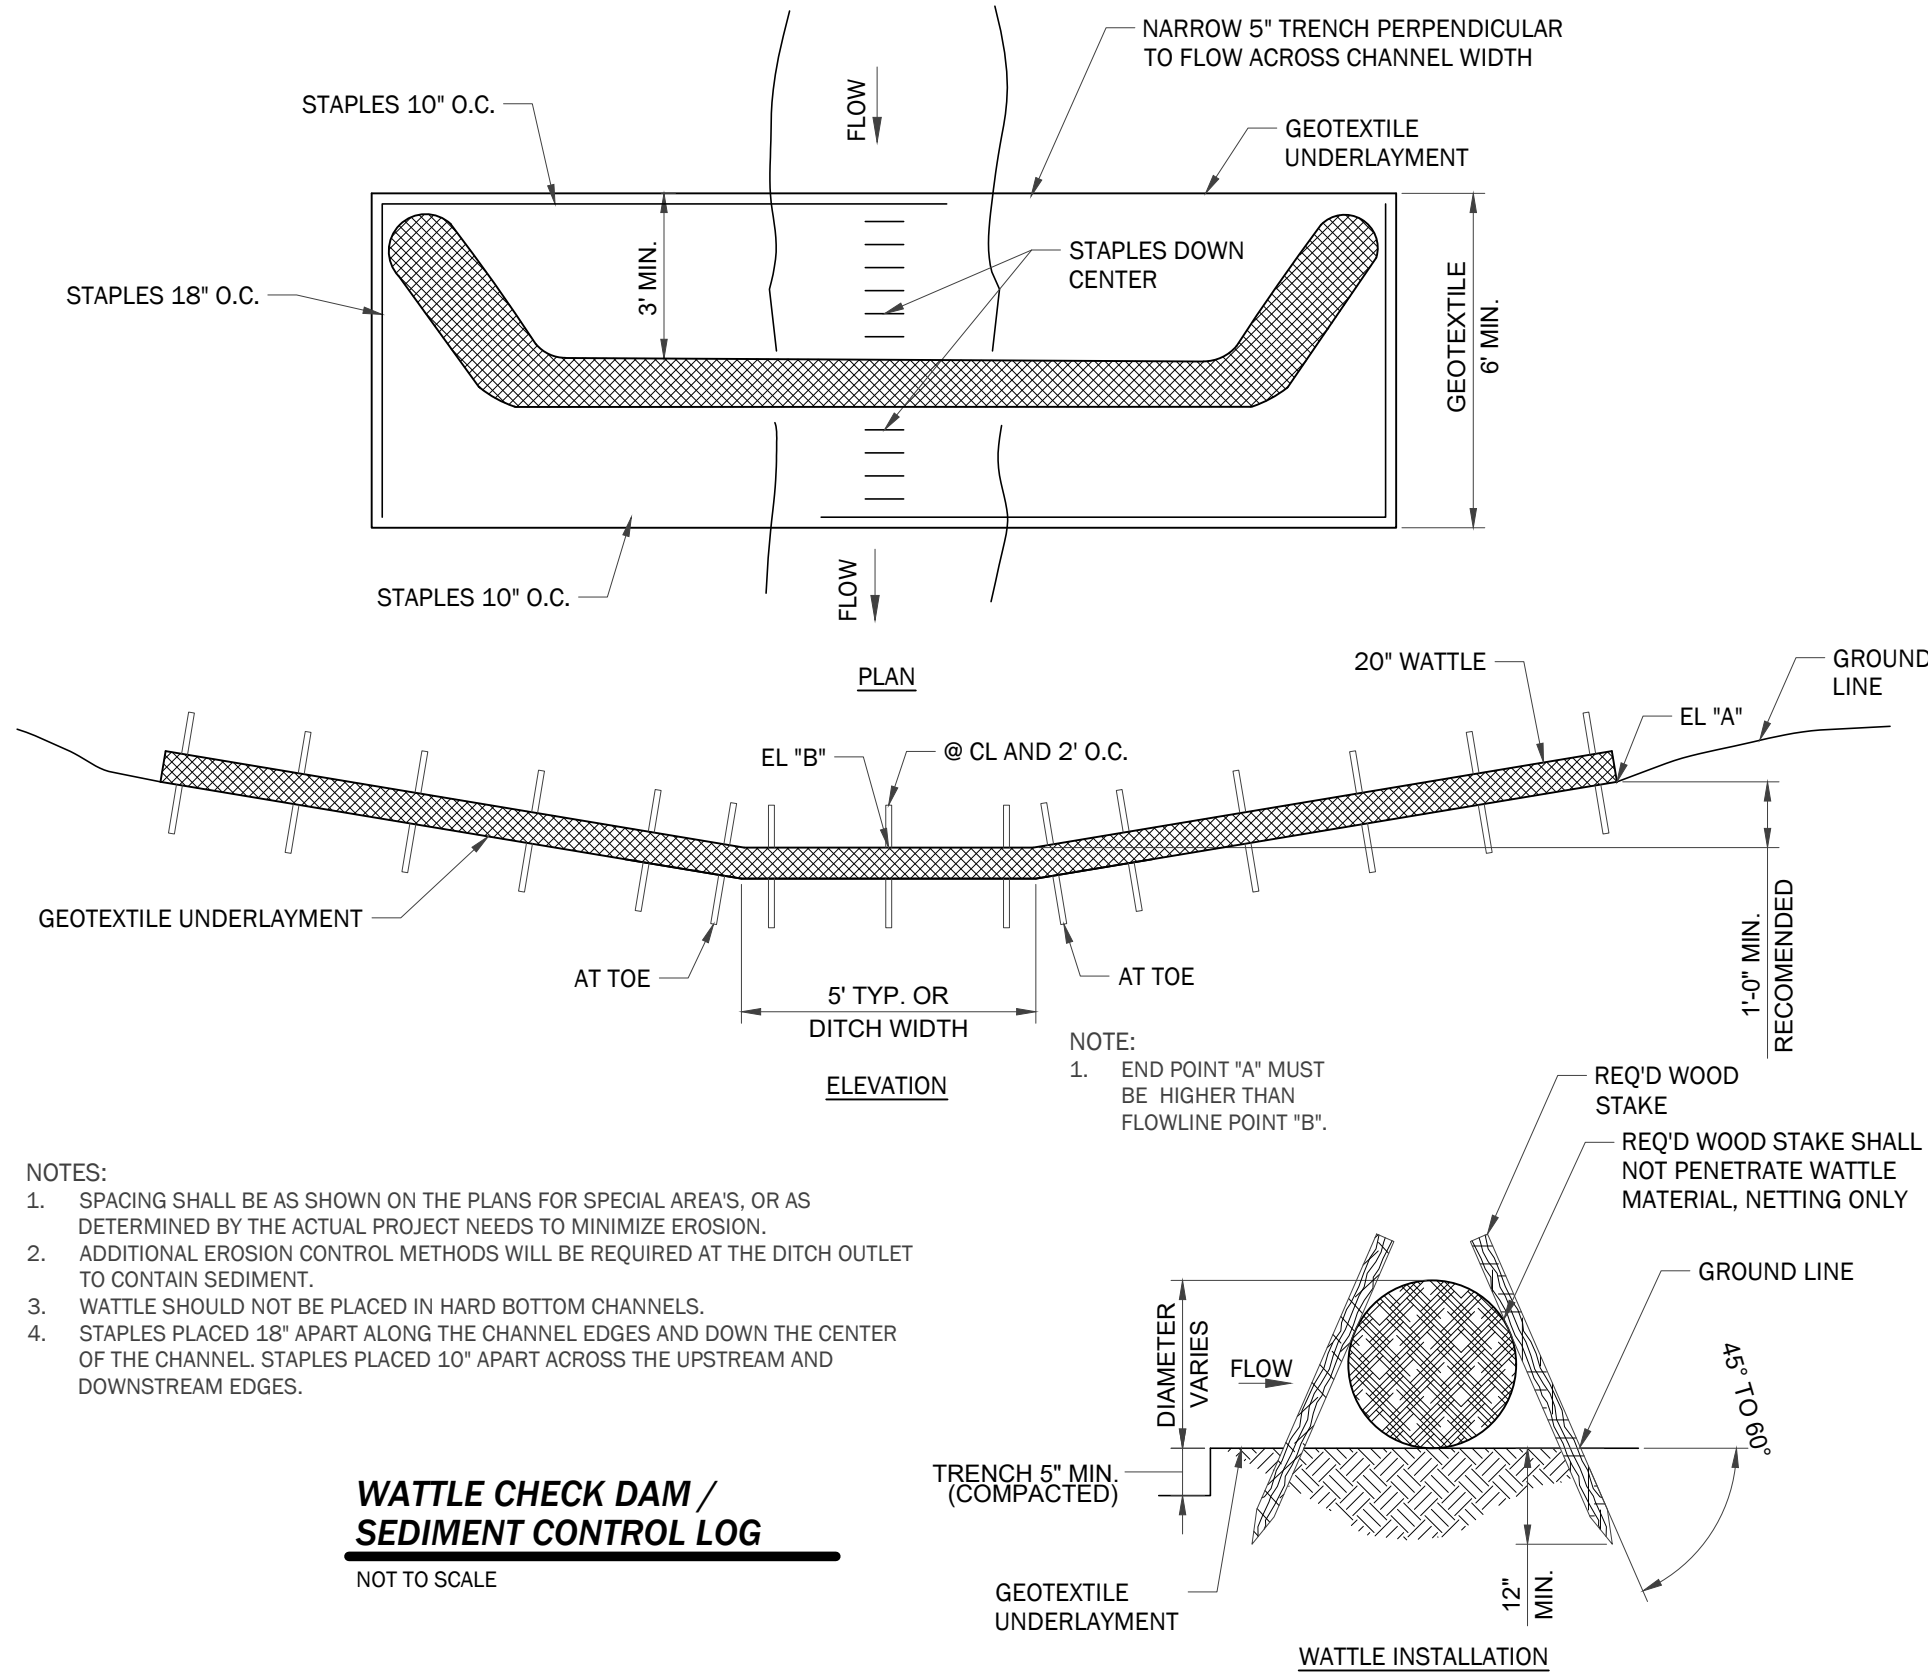 NARROW 5" TRENCH PERPENDICULAR
TO FLOW ACROSS CHANNEL WIDTH
STAPLES 10" O.C.
FLOW
GEOTEXTILE
UNDERLAYMENT
STAPLES 18" O.C.
3' MIN.
STAPLES DOWN
CENTER
GEOTEXTILE
6' MIN.
STAPLES 10" O.C.
FLOW
PLAN
20" WATTLE
GROUND
LINE
EL "A"
EL "B"
@ CL AND 2' O.C.
GEOTEXTILE UNDERLAYMENT
AT TOE
AT TOE
5' TYP. OR
DITCH WIDTH
1'-0" MIN.
RECOMENDED
ELEVATION
NOTE:
1. END POINT "A" MUST
BE HIGHER THAN
FLOWLINE POINT "B".
NOTES:
1. SPACING SHALL BE AS SHOWN ON THE PLANS FOR SPECIAL AREA'S, OR AS
DETERMINED BY THE ACTUAL PROJECT NEEDS TO MINIMIZE EROSION.
2. ADDITIONAL EROSION CONTROL METHODS WILL BE REQUIRED AT THE DITCH OUTLET
TO CONTAIN SEDIMENT.
3. WATTLE SHOULD NOT BE PLACED IN HARD BOTTOM CHANNELS.
4. STAPLES PLACED 18" APART ALONG THE CHANNEL EDGES AND DOWN THE CENTER
OF THE CHANNEL. STAPLES PLACED 10" APART ACROSS THE UPSTREAM AND
DOWNSTREAM EDGES.
WATTLE CHECK DAM /
SEDIMENT CONTROL LOG
NOT TO SCALE
REQ'D WOOD
STAKE
REQ'D WOOD STAKE SHALL
NOT PENETRATE WATTLE
MATERIAL, NETTING ONLY
GROUND LINE
DIAMETER
VARIES
FLOW
45° TO 60°
TRENCH 5" MIN.
(COMPACTED)
GEOTEXTILE
UNDERLAYMENT
12"
MIN.
WATTLE INSTALLATION